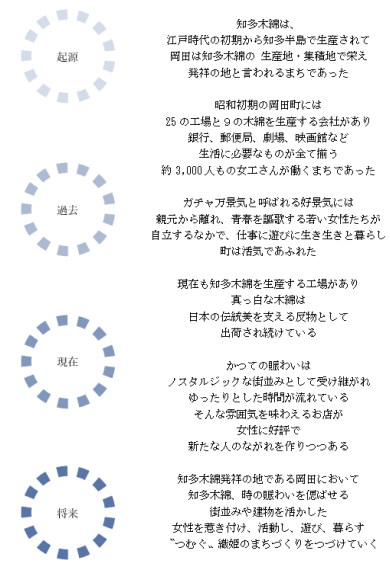 起源
知多木綿は、
江戸時代の初期から知多半島で生産されて
岡田は知多木綿の 生産地・集積地で栄え
発祥の地と言われるまちであった
昭和初期の岡田町には
25の工場と９の木綿を生産する会社があり
銀行、郵便局、劇場、映画館など
生活に必要なものが全て揃う
約3,000人もの女工さんが働くまちであった
過去
ガチャ万景気と呼ばれる好景気には
親元から離れ、青春を謳歌する若い女性たちが
自立するなかで、仕事に遊びに生き生きと暮らし
町は活気であふれた
現在
現在も知多木綿を生産する工場があり
真っ白な木綿は
日本の伝統美を支える反物として
出荷され続けている
かつての賑わいは
ノスタルジックな街並みとして受け継がれ
ゆったりとした時間が流れている
そんな雰囲気を味わえるお店が
女性に好評で
新たな人のながれを作りつつある
将来
知多木綿発祥の地である岡田において
知多木綿、時の賑わいを偲ばせる
街並みや建物を活かした
女性を惹き付け、活動し、遊び、暮らす
〝つむぐ〟織姫のまちづくりをつづけていく